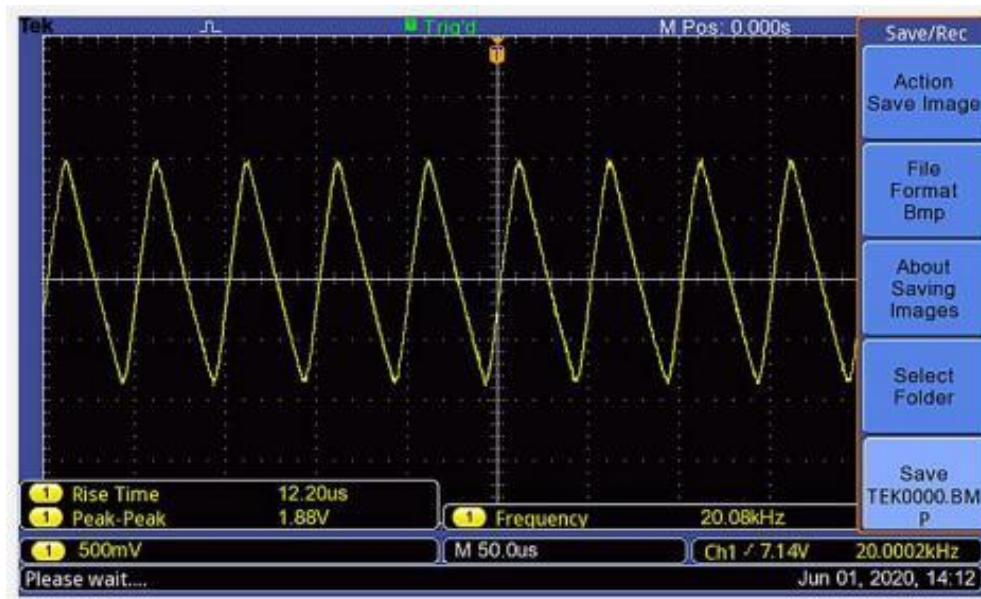 Tek Trig'd M Pos: 0.000s
T
Save/Rec
Action
Save Image
File
Format
Bmp
About
Saving
Images
Select
Folder
Save
TEK0000.BM
P
1 Rise Time 12.20us
1 Peak-Peak 1.88V
1 Frequency 20.08kHz
1 500mV M 50.0us Ch1 / 7.14V 20.0002kHz
Please wait.... Jun 01, 2020, 14:12